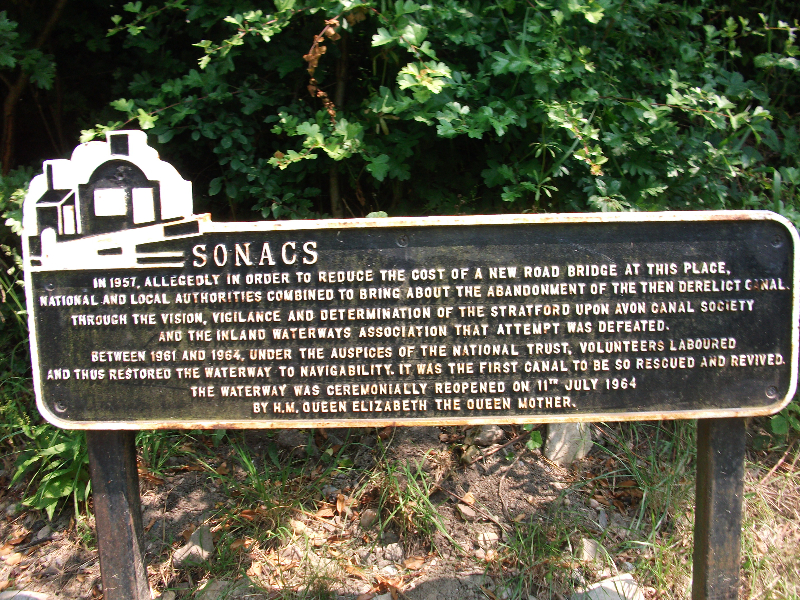 SONACS
IN 1957, ALLEGEDLY IN ORDER TO REDUCE THE COST OF A NEW ROAD BRIDGE AT THIS PLACE,
NATIONAL AND LOCAL AUTHORITIES COMBINED TO BRING ABOUT THE ABANDONMENT OF THE THEN DERELICT CANAL.
THROUGH THE VISION, VIGILANCE AND DETERMINATION OF THE STRATFORD UPON AVON CANAL SOCIETY
AND THE INLAND WATERWAYS ASSOCIATION THAT ATTEMPT WAS DEFEATED.
BETWEEN 1961 AND 1964, UNDER THE AUSPICES OF THE NATIONAL TRUST, VOLUNTEERS LABOURED
AND THUS RESTORED THE WATERWAY TO NAVIGABILITY. IT WAS THE FIRST CANAL TO BE SO RESCUED AND REVIVED.
THE WATERWAY WAS CEREMONIALLY REOPENED ON 11TH JULY 1964
BY H.M. QUEEN ELIZABETH THE QUEEN MOTHER.